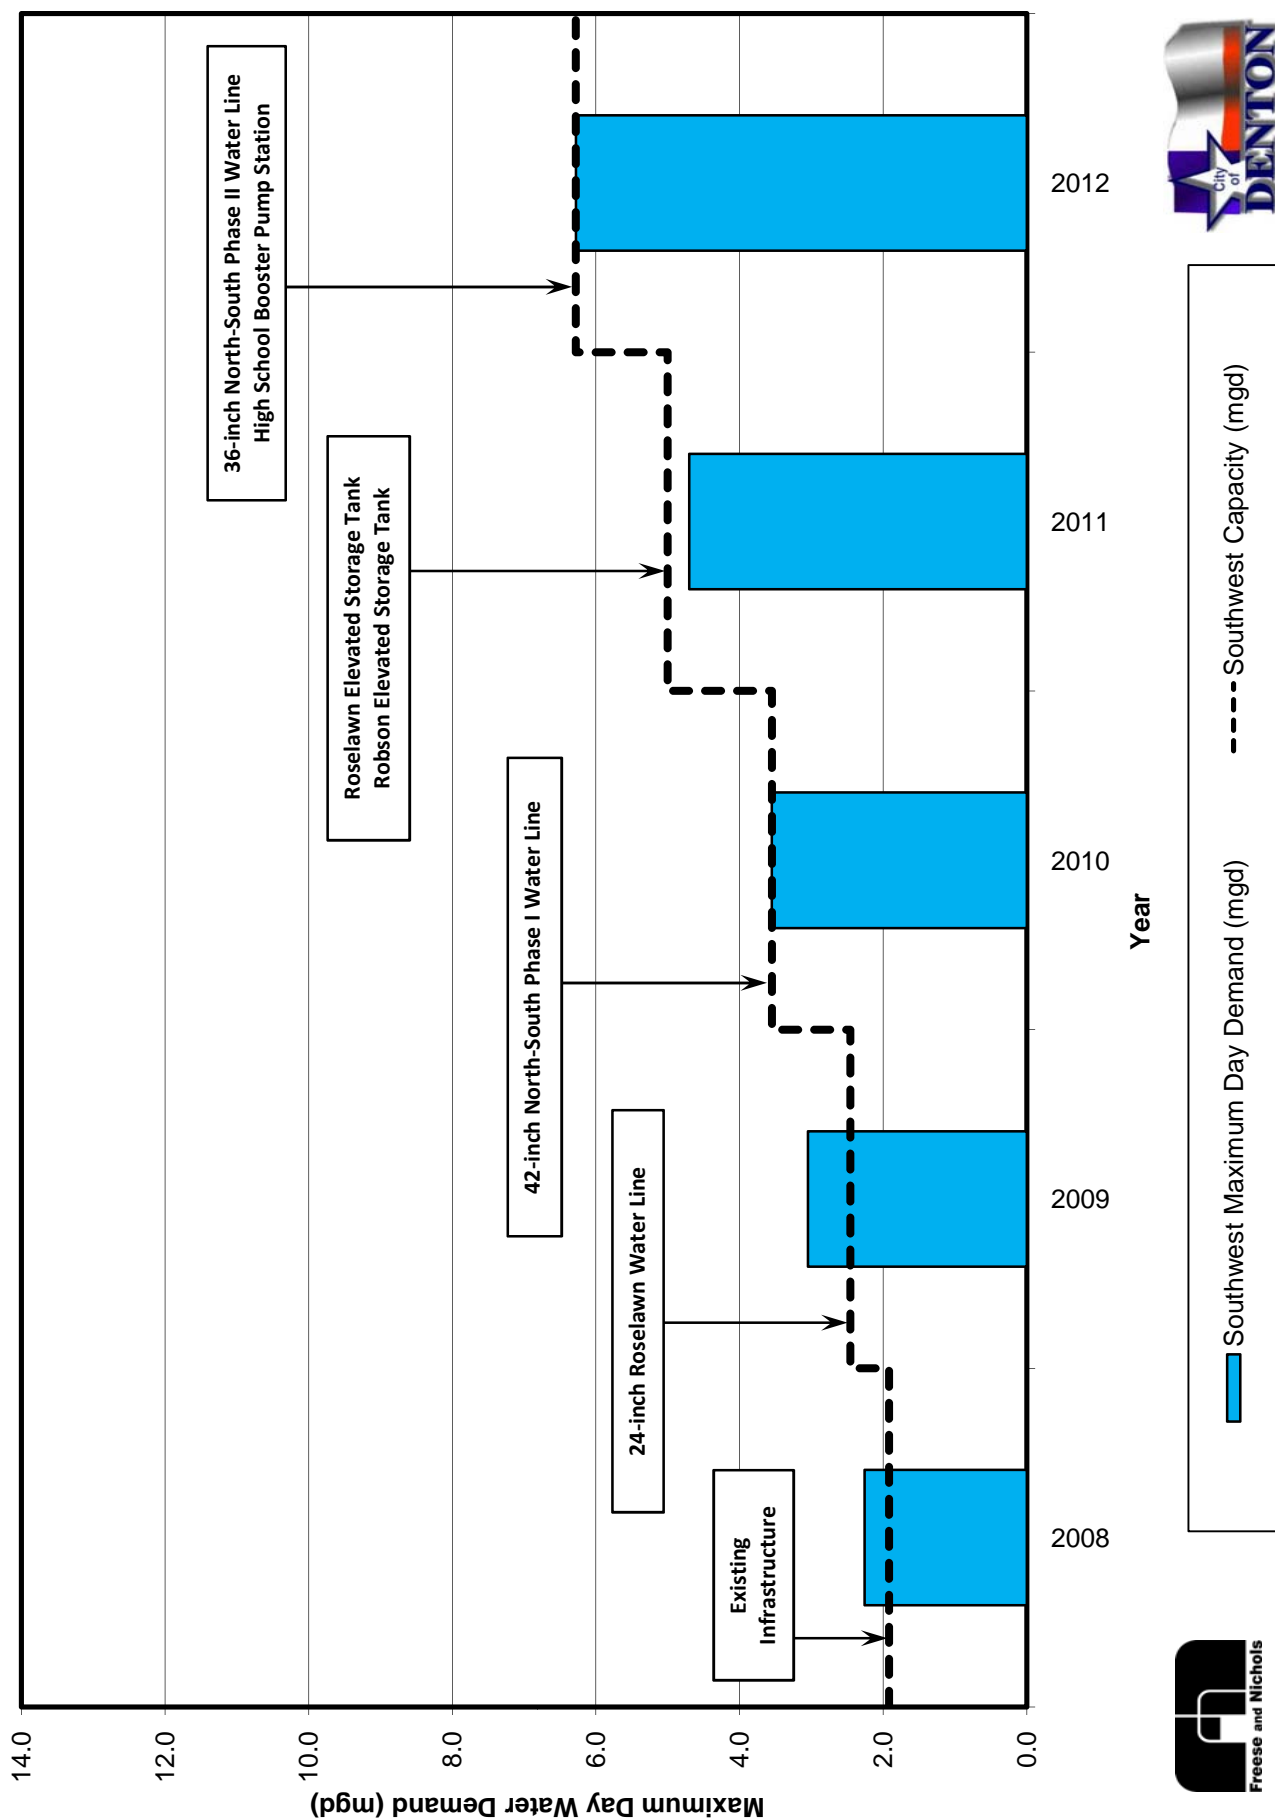 Maximum Day Water Demand (mgd)
14.0
12.0
10.0
8.0
6.0
4.0
2.0
0.0
Existing
Infrastructure
24-inch Roselawn Water Line
42-inch North-South Phase I Water Line
Roselawn Elevated Storage Tank
Robson Elevated Storage Tank
36-inch North-South Phase II Water Line
High School Booster Pump Station
2008
2009
2010
2011
2012
Year
Southwest Maximum Day Demand (mgd)
Southwest Capacity (mgd)
Freese and Nichols
City
of
DENTON